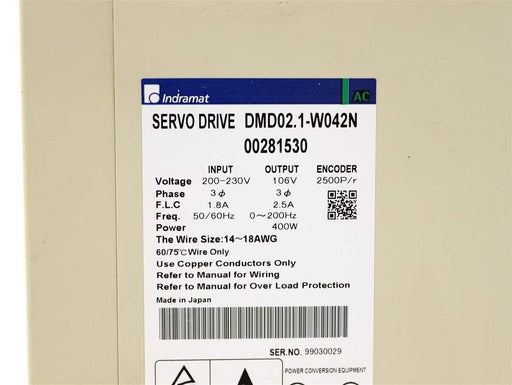 Indramat AC
SERVO DRIVE DMD02.1-W042N
00281530
INPUT OUTPUT ENCODER
Voltage 200-230V 106V 2500P/r
Phase 3ϕ 3ϕ
F.L.C 1.8A 2.5A
Freq. 50/60Hz 0~200Hz
Power 400W
The Wire Size:14~18AWG
60/75℃ Wire Only
Use Copper Conductors Only
Refer to Manual for Wiring
Refer to Manual for Over Load Protection
Made in Japan
SER.NO. 99030029
POWER CONVERSION EQUIPMENT